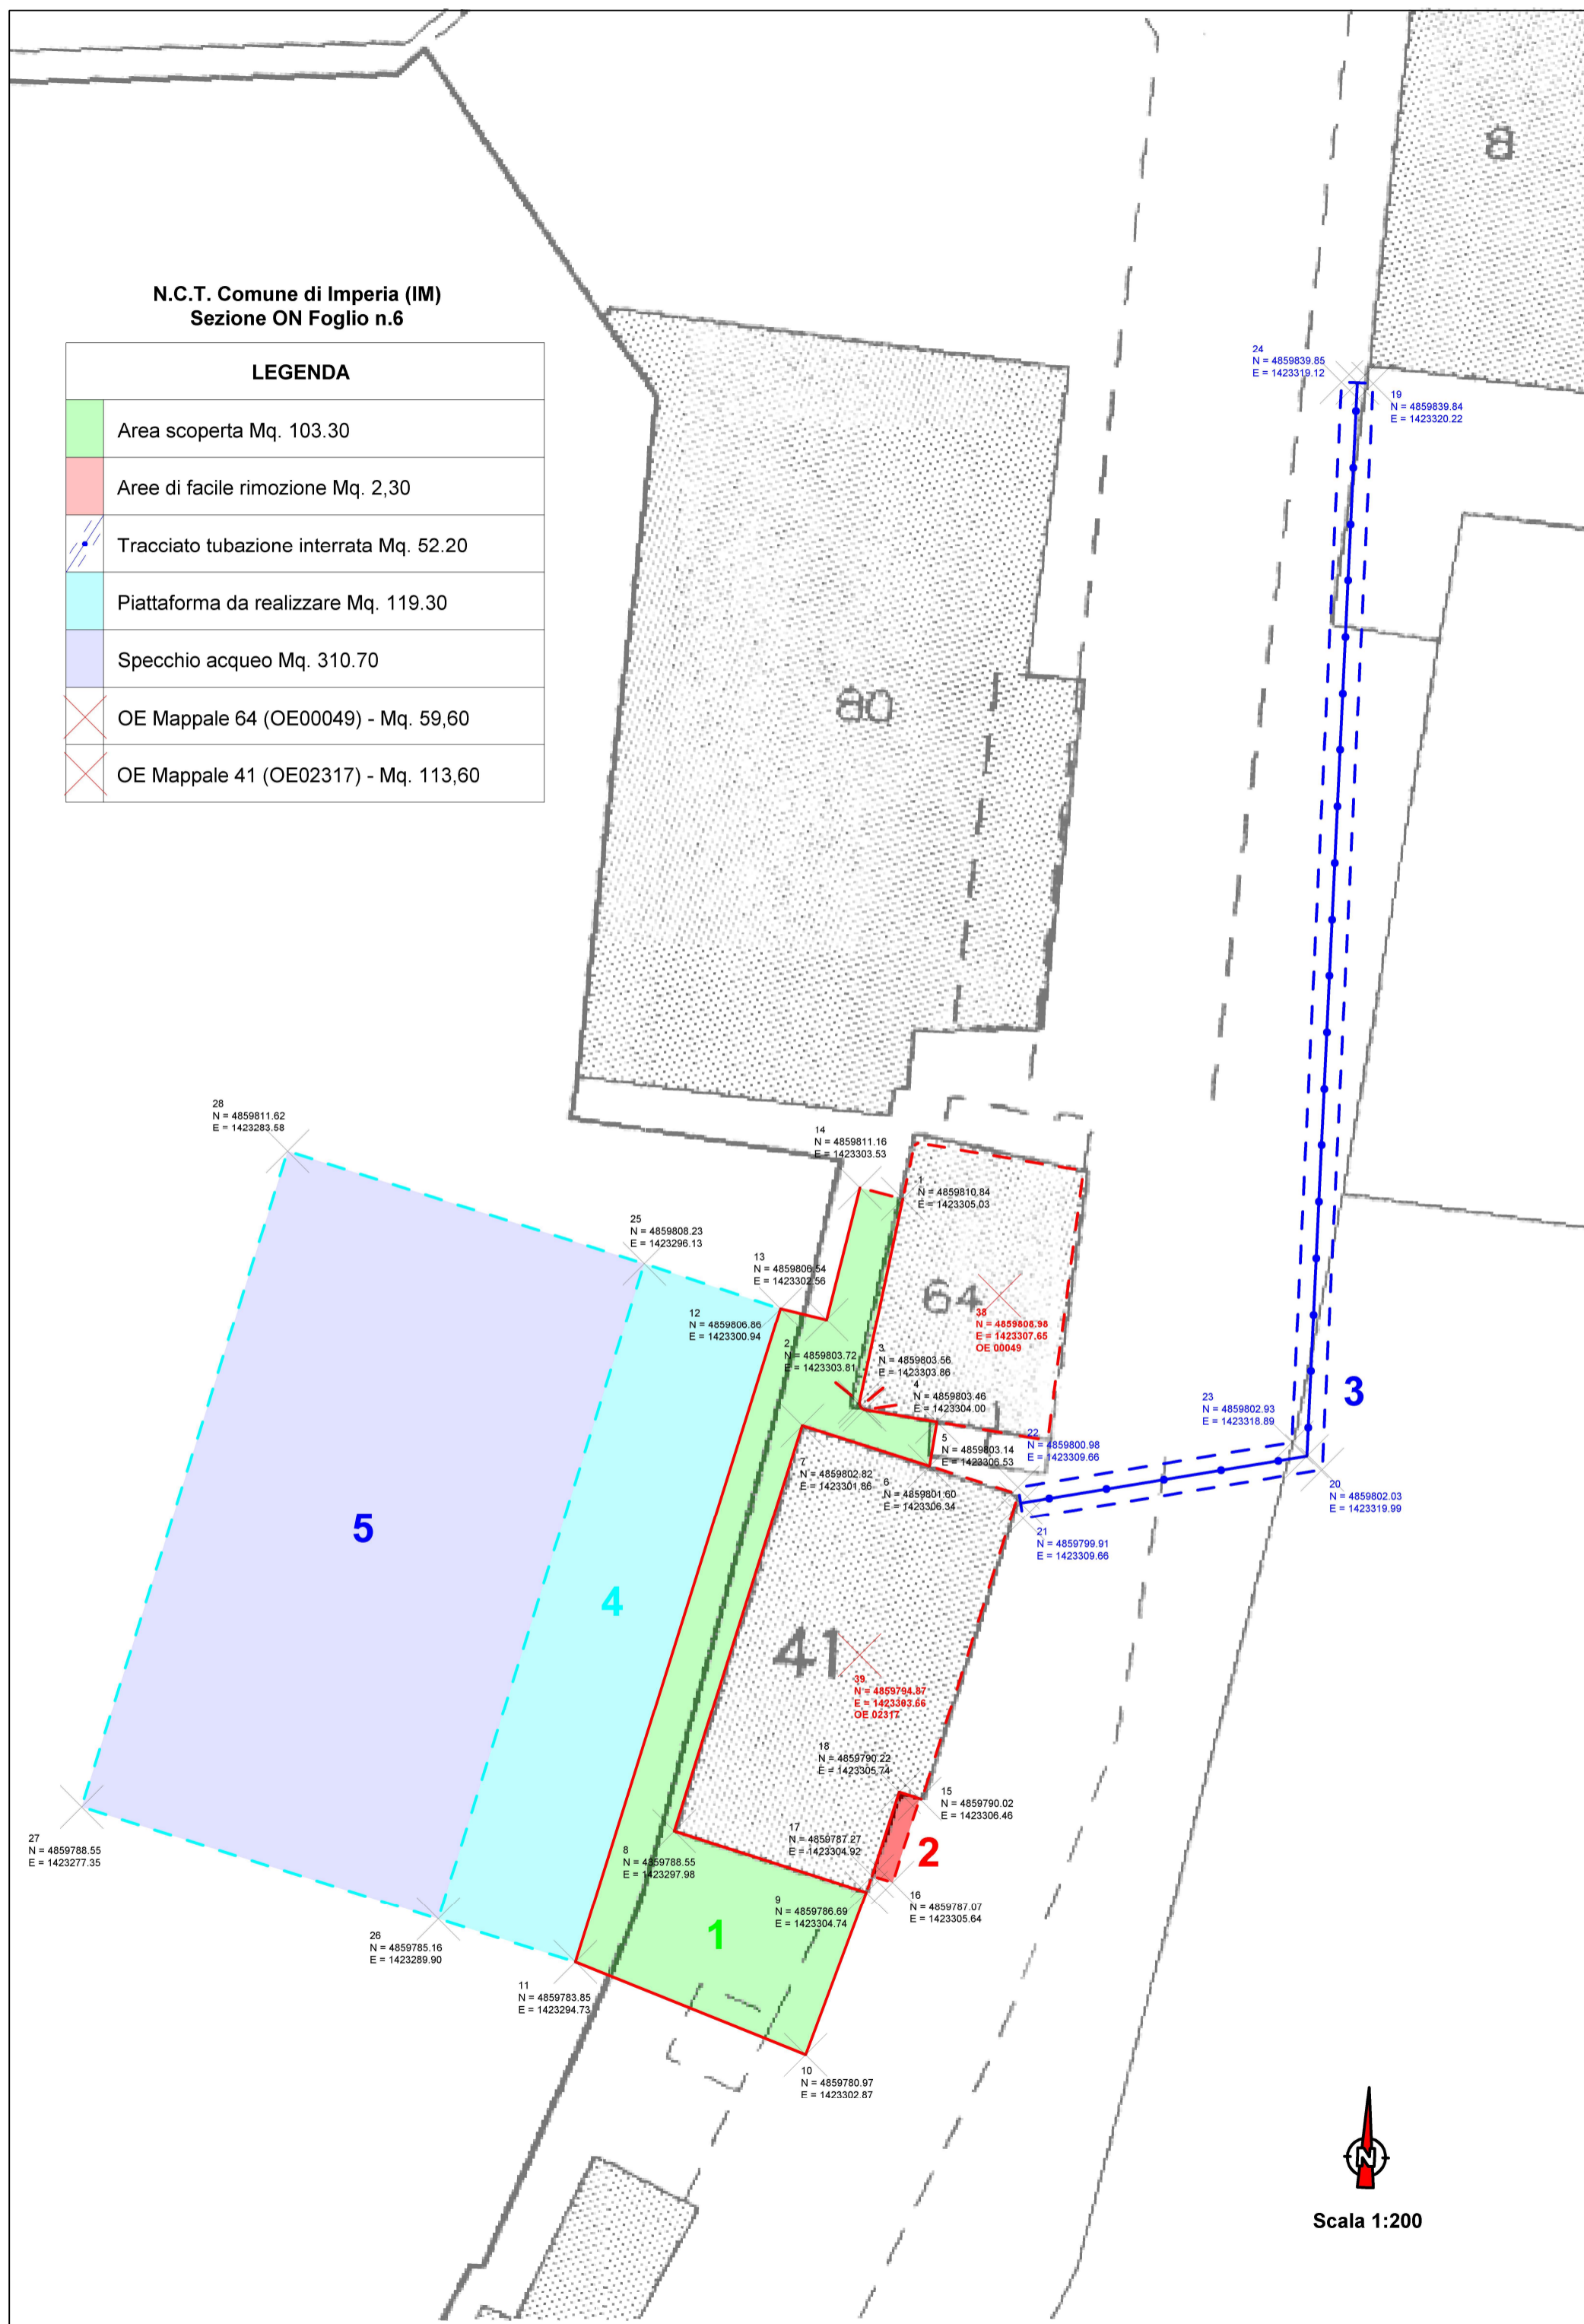 a
N.C.T. Comune di Imperia (IM)
Sezione ON Foglio n.6
LEGENDA
Area scoperta Mq. 103.30
Aree di facile rimozione Mq. 2,30
Tracciato tubazione interrata Mq. 52.20
Piattaforma da realizzare Mq. 119.30
Specchio acqueo Mq. 310.70
OE Mappale 64 (OE00049) - Mq. 59,60
OE Mappale 41 (OE02317) - Mq. 113,60
24
N = 4859839.85
E = 1423319.12
19
N = 4859839.84
E = 1423320.22
ao
28
N = 4859811.62
E = 1423283.58
14
N = 4859811.16
E = 1423303.53
1
N = 4859810.84
E = 1423305.03
25
N = 4859808.23
E = 1423296.13
13
N = 4859806.54
E = 1423302.56
64
12
N = 4859806.86
E = 1423300.94
38
N = 4859808.98
E = 1423307.65
OE 00049
2
N = 4859803.72
E = 1423303.81
3
N = 4859803.56
E = 1423303.86
4
N = 4859803.46
E = 1423304.00
3
23
N = 4859802.93
E = 1423318.89
5
N = 4859803.14
E = 1423306.53
22
N = 4859800.98
E = 1423309.66
7
N = 4859802.82
E = 1423301.86
6
N = 4859801.60
E = 1423306.34
20
N = 4859802.03
E = 1423319.99
21
N = 4859799.91
E = 1423309.66
5
4
41
39
N = 4859794.87
E = 1423303.66
OE 02317
18
N = 4859790.22
E = 1423305.74
15
N = 4859790.02
E = 1423306.46
27
N = 4859788.55
E = 1423277.35
17
N = 4859787.27
E = 1423304.92
2
8
N = 4859788.55
E = 1423297.98
9
N = 4859786.69
E = 1423304.74
16
N = 4859787.07
E = 1423305.64
1
26
N = 4859785.16
E = 1423289.90
11
N = 4859783.85
E = 1423294.73
10
N = 4859780.97
E = 1423302.87
N
Scala 1:200